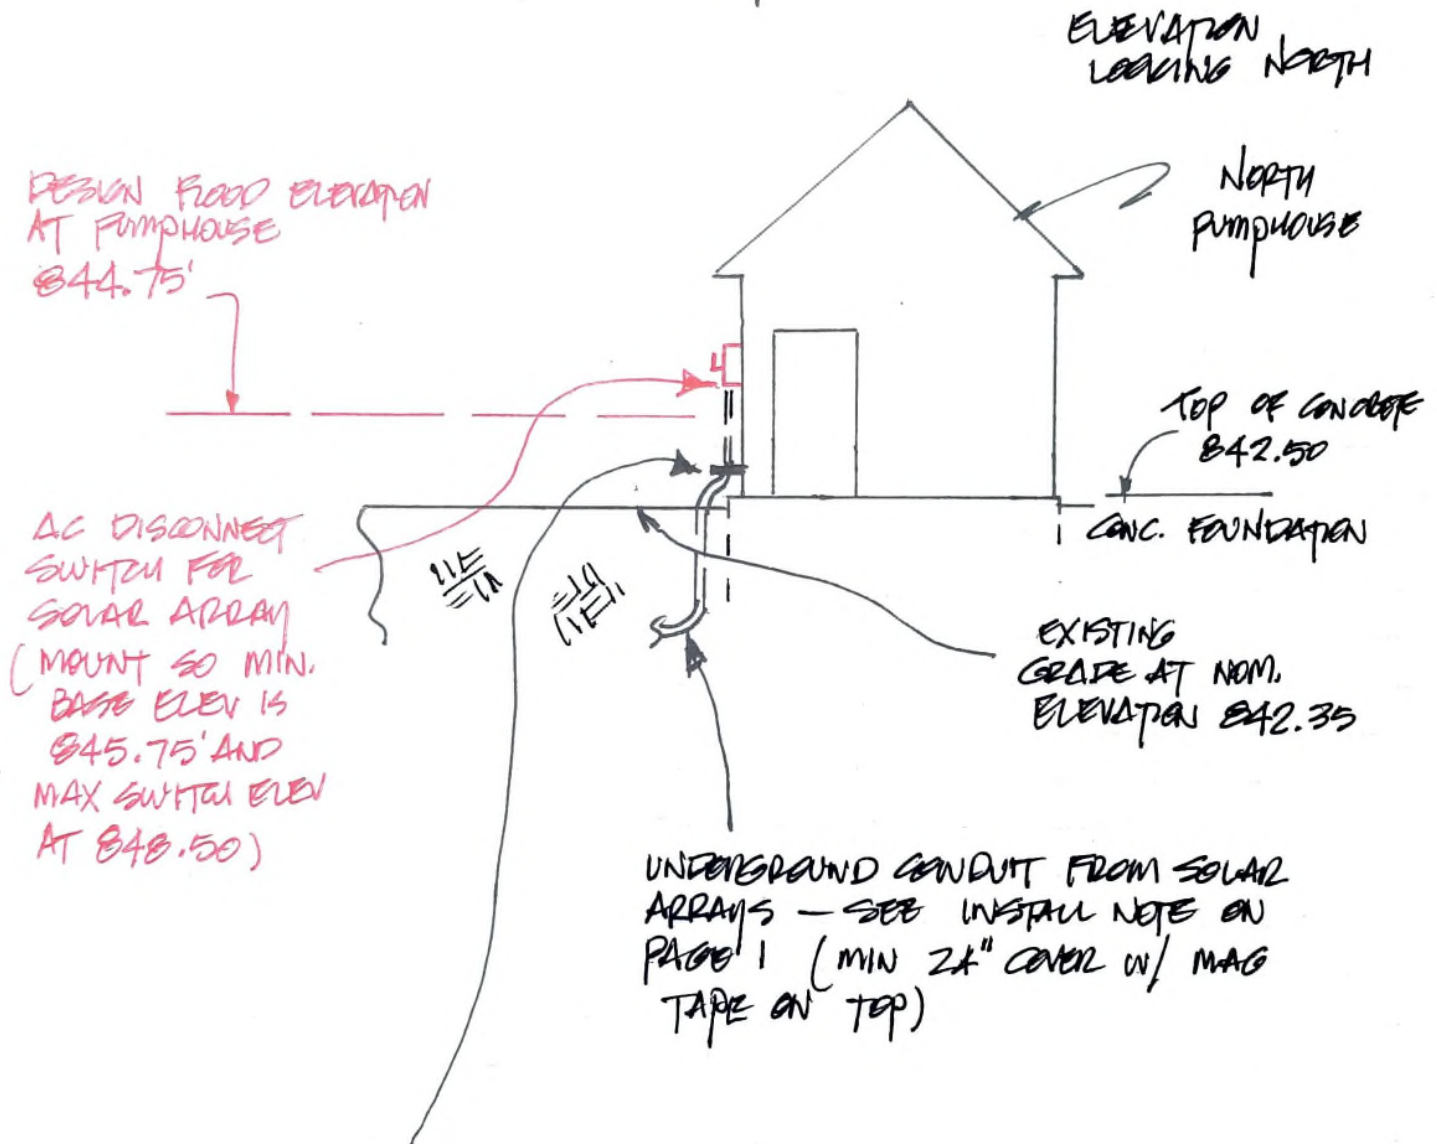 ELEVATION
LOOKING NORTH
NORTH
PUMPHOUSE
DESIGN FLOOD ELEVATION
AT PUMPHOUSE
844.75'
TOP OF CONCRETE
842.50
CONC. FOUNDATION
AC DISCONNECT
SWITCH FOR
SOLAR ARRAY
(MOUNT SO MIN.
BASE ELEV IS
845.75' AND
MAX SWITCH ELEV
AT 848.50)
EXISTING
GRADE AT NOM.
ELEVATION 842.35
UNDERGROUND CONDUIT FROM SOLAR
ARRAYS — SEE INSTALL NOTE ON
PAGE 1 (MIN 24" COVER W/ MAG
TAPE ON TOP)